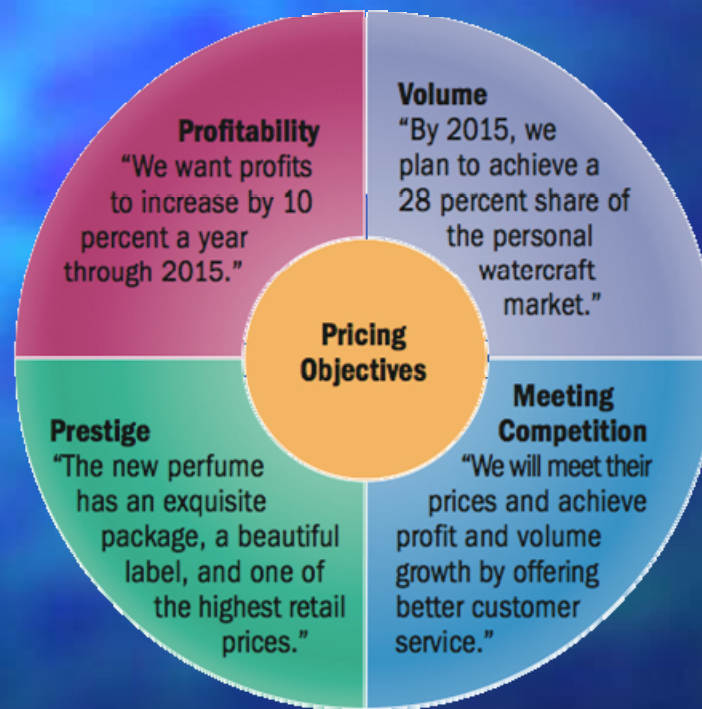 Profitability
“We want profits
to increase by 10
percent a year
through 2015.”
Volume
“By 2015, we
plan to achieve a
28 percent share of
the personal
watercraft
market.”
Pricing
Objectives
Prestige
“The new perfume
has an exquisite
package, a beautiful
label, and one of
the highest retail
prices.”
Meeting
Competition
“We will meet their
prices and achieve
profit and volume
growth by offering
better customer
service.”